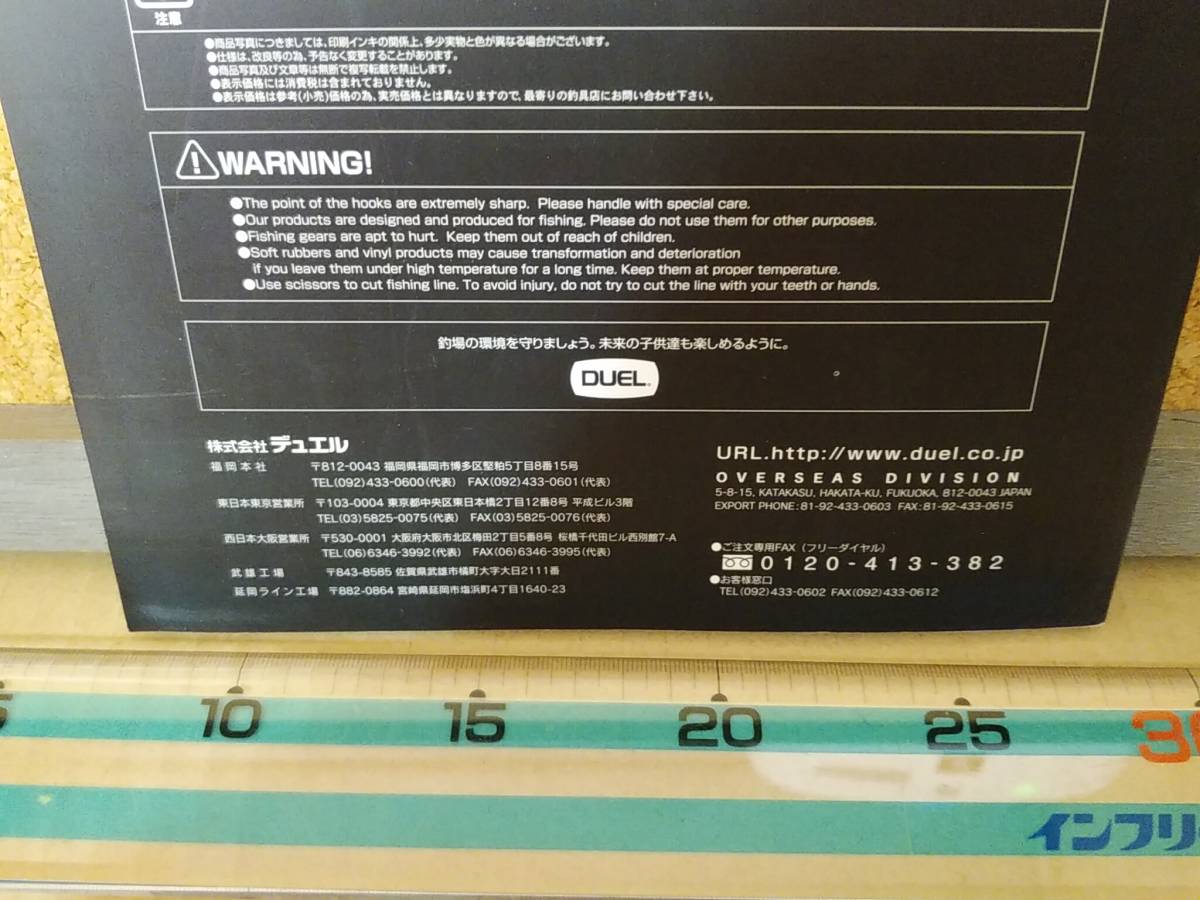 注意
●商品写真につきましては、印刷インキの関係上、多少実物と色が異なる場合がございます。
●仕様は、改良等の為、予告なく変更することがあります。
●商品写真及び文章等は無断で複写転載を禁止します。
●表示価格には消費税は含まれておりません。
●表示価格は参考(小売)価格の為、実売価格とは異なりますので、最寄りの釣具店にお問い合わせ下さい。
WARNING!
●The point of the hooks are extremely sharp. Please handle with special care.
●Our products are designed and produced for fishing. Please do not use them for other purposes.
●Fishing gears are apt to hurt. Keep them out of reach of children.
●Soft rubbers and vinyl products may cause transformation and deterioration
if you leave them under high temperature for a long time. Keep them at proper temperature.
●Use scissors to cut fishing line. To avoid injury, do not try to cut the line with your teeth or hands.
釣場の環境を守りましょう。未来の子供達も楽しめるように。
DUEL®
株式会社デュエル
福岡本社 〒812-0043 福岡県福岡市博多区堅粕5丁目8番15号
TEL(092)433-0600(代表) FAX(092)433-0601(代表)
東日本東京営業所 〒103-0004 東京都中央区東日本橋2丁目12番8号 平成ビル3階
TEL(03)5825-0075(代表) FAX(03)5825-0076(代表)
西日本大阪営業所 〒530-0001 大阪府大阪市北区梅田2丁目5番8号 桜橋千代田ビル西別館7-A
TEL(06)6346-3992(代表) FAX(06)6346-3995(代表)
武雄工場 〒843-8585 佐賀県武雄市橘町大字大日2111番
延岡ライン工場 〒882-0864 宮崎県延岡市塩浜町4丁目1640-23
URL.http://www.duel.co.jp
OVERSEAS DIVISION
5-8-15, KATAKASU, HAKATA-KU, FUKUOKA, 812-0043 JAPAN
EXPORT PHONE:81-92-433-0603 FAX:81-92-433-0615
●ご注文専用FAX(フリーダイヤル)
0120-413-382
●お客様窓口
TEL(092)433-0602 FAX(092)433-0612
5 10 15 20 25 30
インフリ